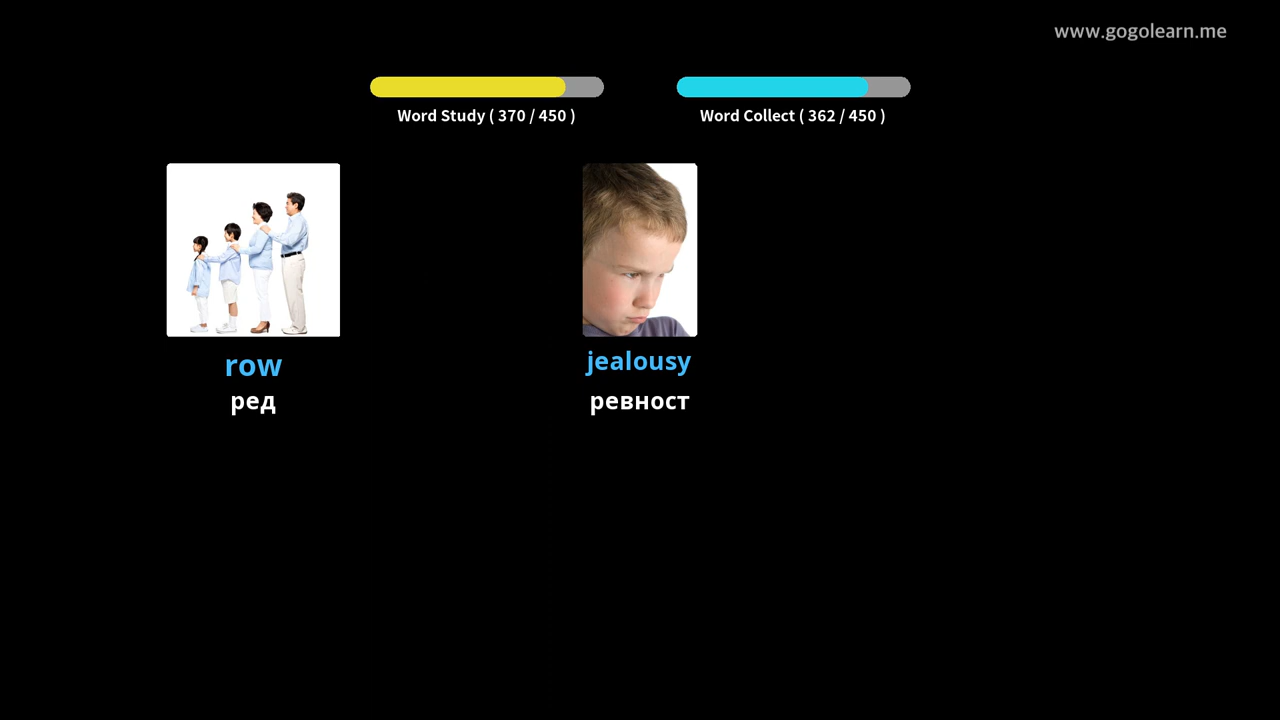 www.gogolearn.me
Word Study ( 370 / 450 )
Word Collect ( 362 / 450 )
row
ред
jealousy
ревност